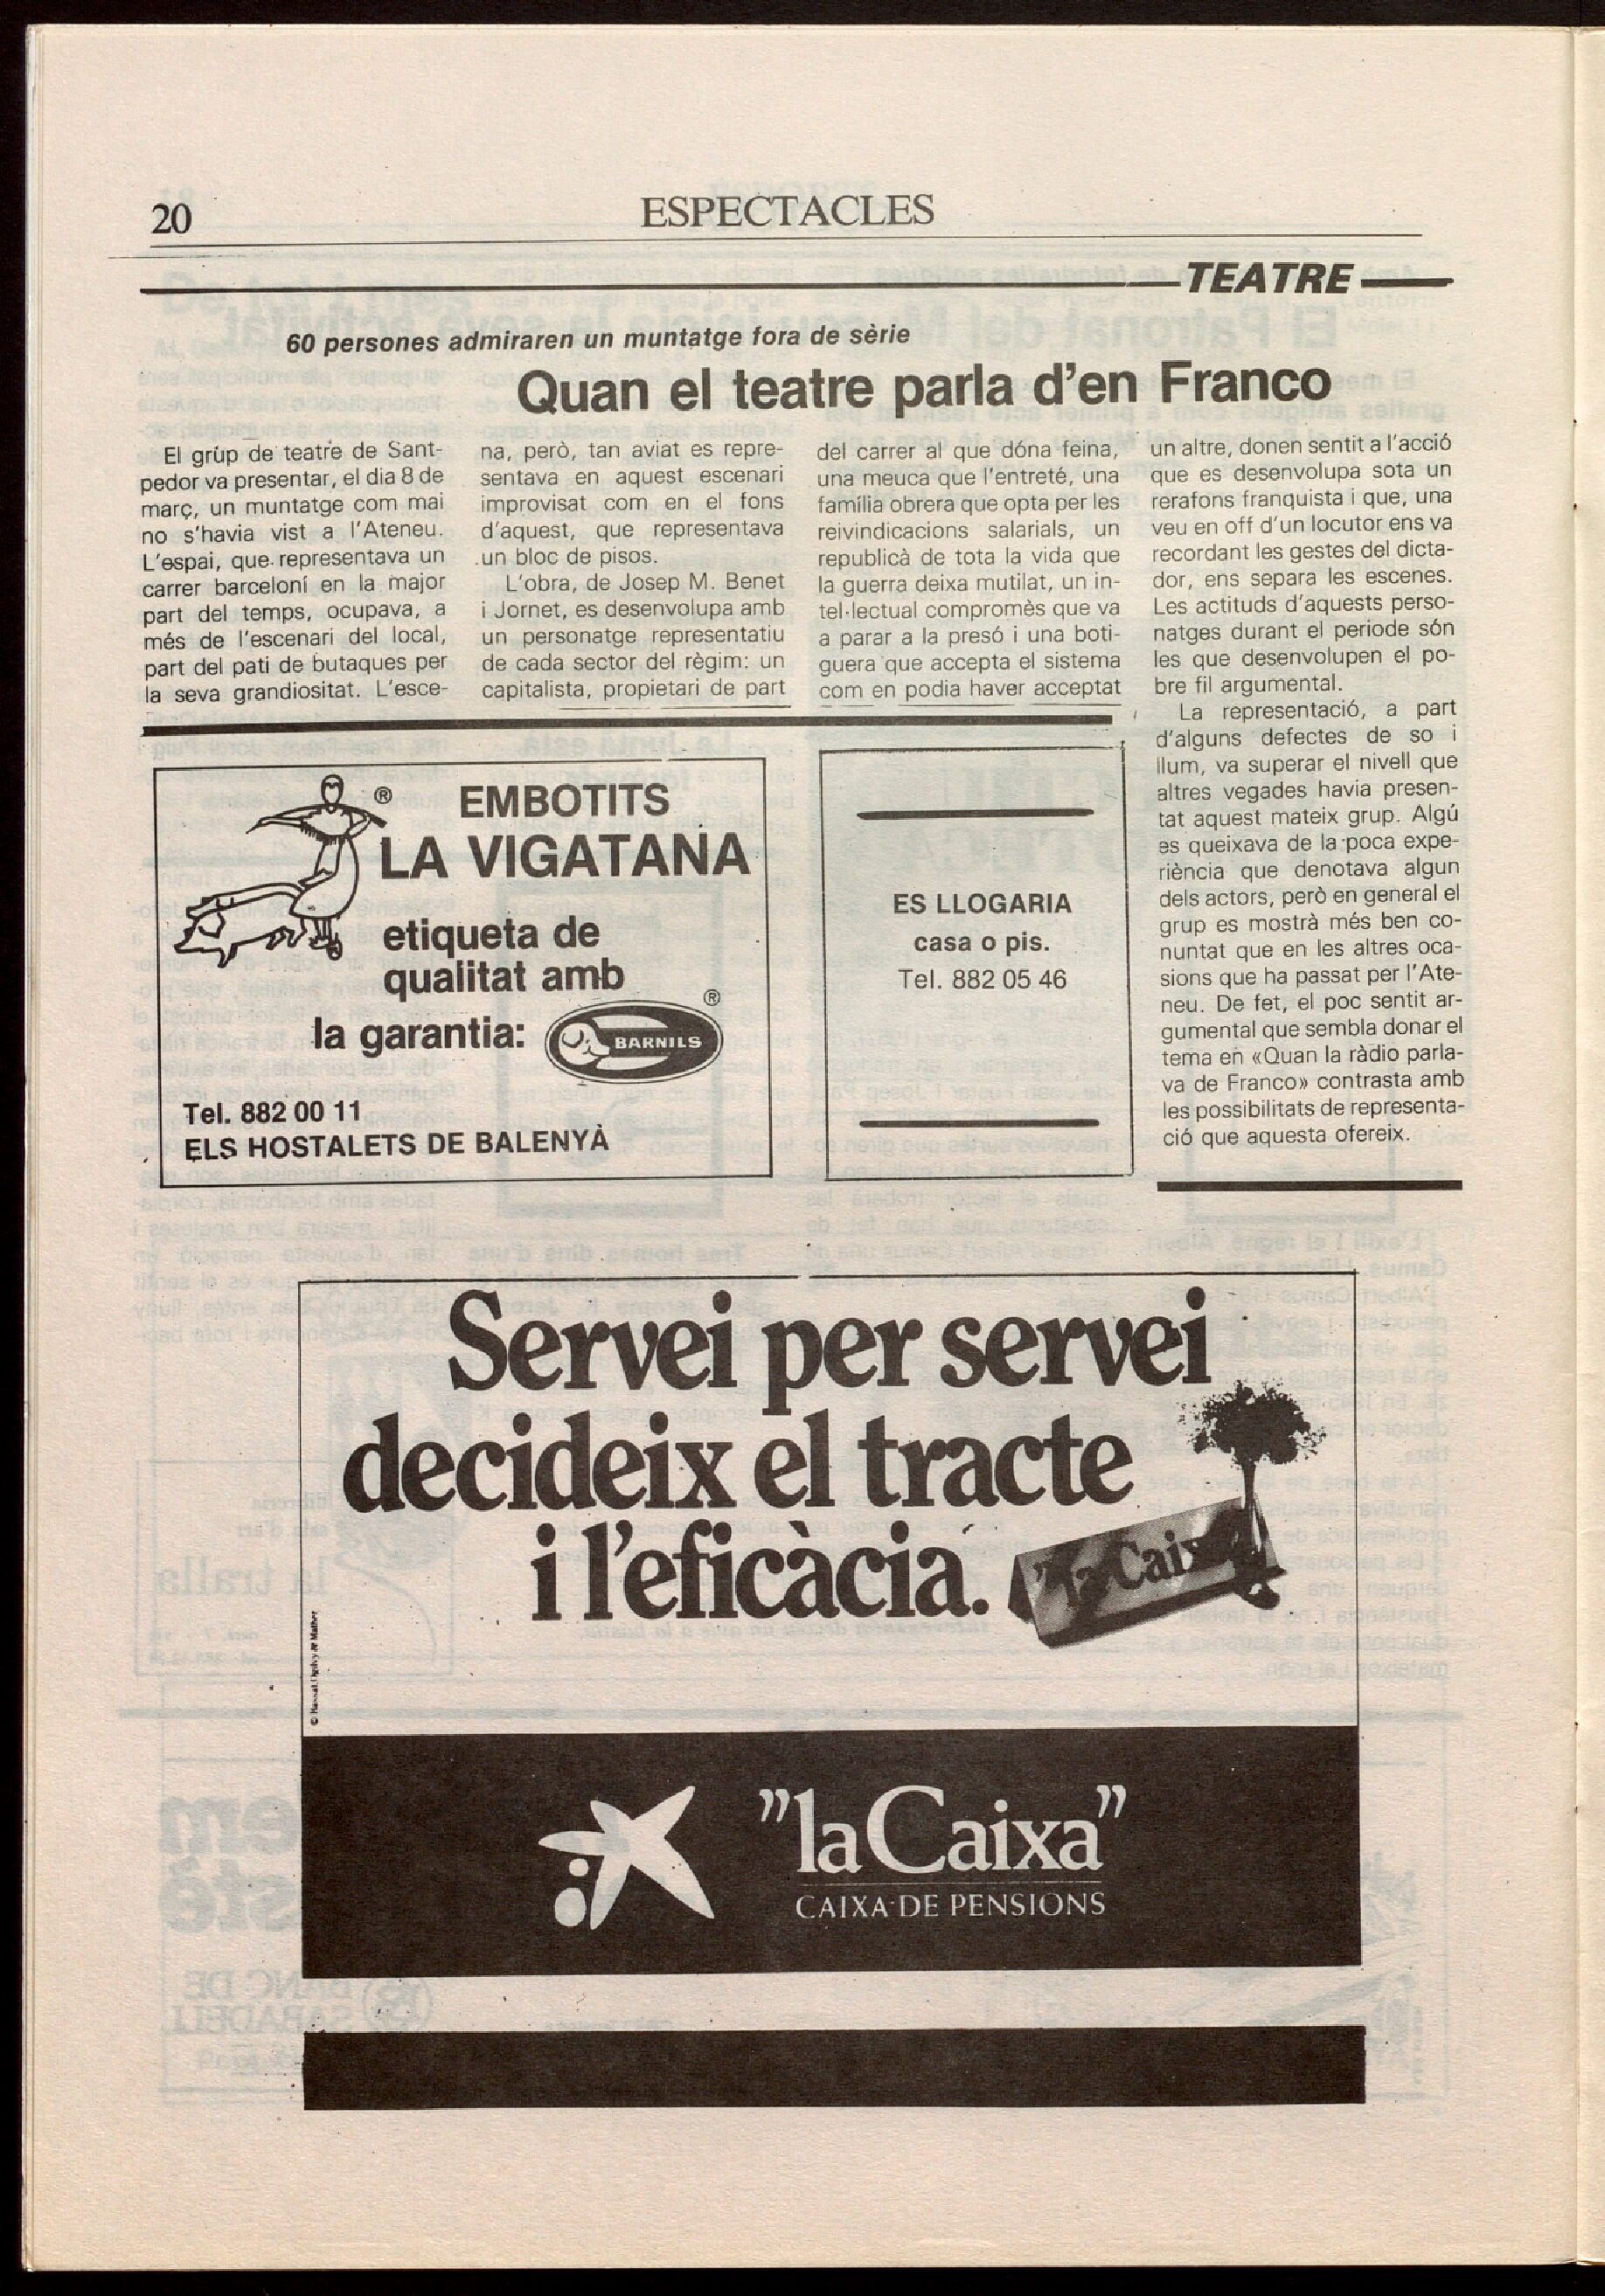 20
ESPECTACLES
TEATRE
60 persones admiraren un muntatge fora de sèrie
Quan el teatre parla d'en Franco
El grup de teatre de Sant-
pedor va presentar, el dia 8 de
març, un muntatge com mai
no s'havia vist a l'Ateneu.
L'espai, que representava un
carrer barceloní en la major
part del temps, ocupava, a
més de l'escenari del local,
part del pati de butaques per
la seva grandiositat. L'esce-
na, però, tan aviat es repre-
sentava en aquest escenari
improvisat com en el fons
d'aquest, que representava
un bloc de pisos.
L'obra, de Josep M. Benet
i Jornet, es desenvolupa amb
un personatge representatiu
de cada sector del règim: un
capitalista, propietari de part
del carrer al que dóna feina,
una meuca que l'entreté, una
família obrera que opta per les
reivindicacions salarials, un
republicà de tota la vida que
la guerra deixa mutilat, un in-
tel·lectual compromès que va
a parar a la presó i una boti-
guera que accepta el sistema
com en podia haver acceptat
un altre, donen sentit a l'acció
que es desenvolupa sota un
rerafons franquista i que, una
veu en off d'un locutor ens va
recordant les gestes del dicta-
dor, ens separa les escenes.
Les actituds d'aquests perso-
natges durant el periode són
les que desenvolupen el po-
bre fil argumental.
La representació, a part
d'alguns defectes de so i
llum, va superar el nivell que
altres vegades havia presen-
tat aquest mateix grup. Algú
es queixava de la poca expe-
riència que denotava algun
dels actors, però en general el
grup es mostrà més ben co-
nuntat que en les altres oca-
sions que ha passat per l'Ate-
neu. De fet, el poc sentit ar-
gumental que sembla donar el
tema en «Quan la ràdio parla-
va de Franco» contrasta amb
les possibilitats de representa-
ció que aquesta ofereix.
® EMBOTITS
LA VIGATANA
etiqueta de
qualitat amb
la garantia: BARNILS ®
Tel. 882 00 11
ELS HOSTALETS DE BALENYÀ
ES LLOGARIA
casa o pis.
Tel. 882 05 46
Servei per servei
decideix el tracte
i l'eficàcia.
"la Caixa
© Bassat, Ogilvy & Mather
"la Caixa"
CAIXA DE PENSIONS